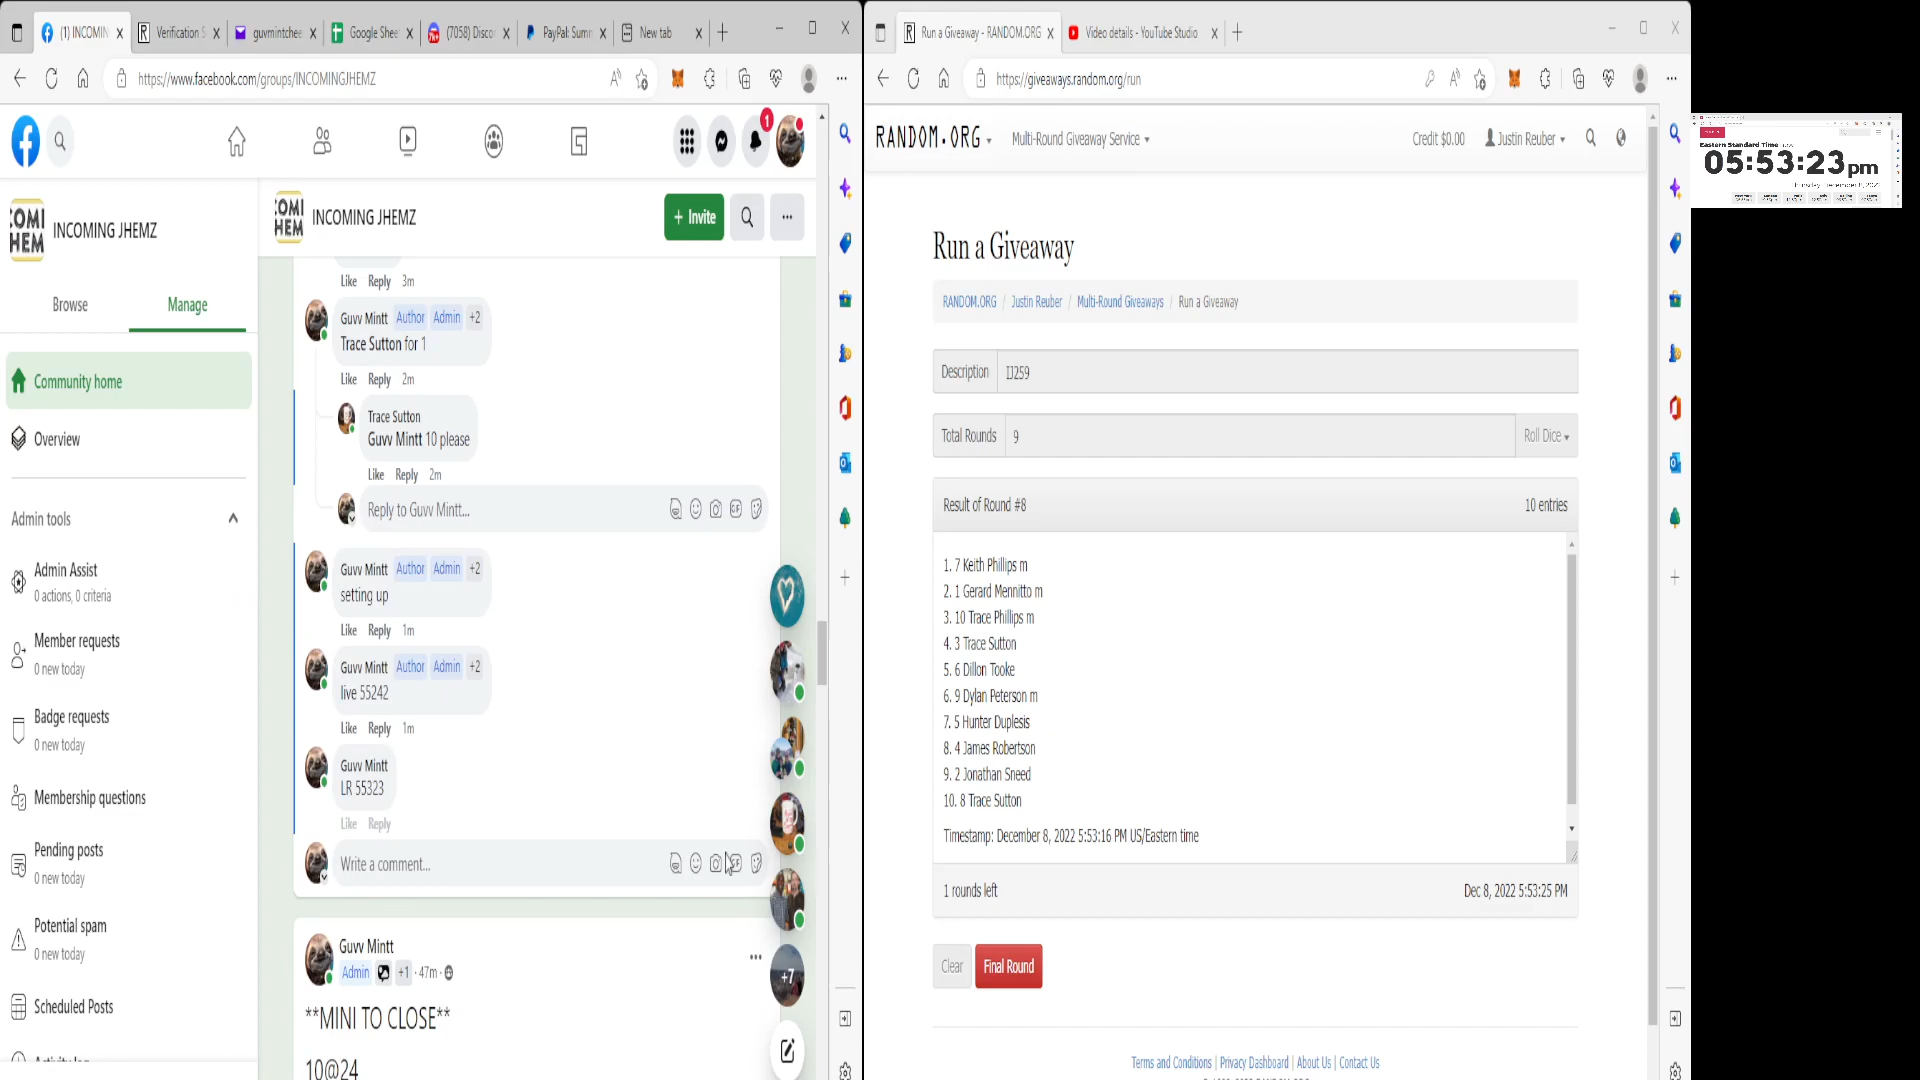 (1) INCOMIN
Verification S
guvmintchee
Google Shee
(7058) Disco
PayPal: Sumn
New tab
https://www.facebook.com/groups/INCOMINGJHEMZ
1
INCOMING JHEMZ
Browse
Manage
Community home
Overview
Admin tools
Admin Assist
0 actions, 0 criteria
Member requests
0 new today
Badge requests
0 new today
Membership questions
Pending posts
0 new today
Potential spam
0 new today
Scheduled Posts
INCOMING JHEMZ
+ Invite
Like Reply 3m
Guvv Mintt Author Admin +2
Trace Sutton for 1
Like Reply 2m
Trace Sutton
Guvv Mintt 10 please
Like Reply 2m
Reply to Guvv Mintt...
Guvv Mintt Author Admin +2
setting up
Like Reply 1m
Guvv Mintt Author Admin +2
live 55242
Like Reply 1m
Guvv Mintt
LR 55323
Like Reply
Write a comment...
Guvv Mintt
Admin +1 · 47m
**MINI TO CLOSE**
10@24
+7
Run a Giveaway - RANDOM.ORG
Video details - YouTube Studio
https://giveaways.random.org/run
RANDOM.ORG
Multi-Round Giveaway Service
Credit $0.00
Justin Reuber
Run a Giveaway
RANDOM.ORG / Justin Reuber / Multi-Round Giveaways / Run a Giveaway
Description IJ259
Total Rounds 9 Roll Dice
Result of Round #8 10 entries
1. 7 Keith Phillips m
2. 1 Gerard Mennitto m
3. 10 Trace Phillips m
4. 3 Trace Sutton
5. 6 Dillon Tooke
6. 9 Dylan Peterson m
7. 5 Hunter Duplesis
8. 4 James Robertson
9. 2 Jonathan Sneed
10. 8 Trace Sutton
Timestamp: December 8, 2022 5:53:16 PM US/Eastern time
1 rounds left Dec 8, 2022 5:53:25 PM
Clear Final Round
Terms and Conditions | Privacy Dashboard | About Us | Contact Us
Eastern Standard Time
05:53:23 pm